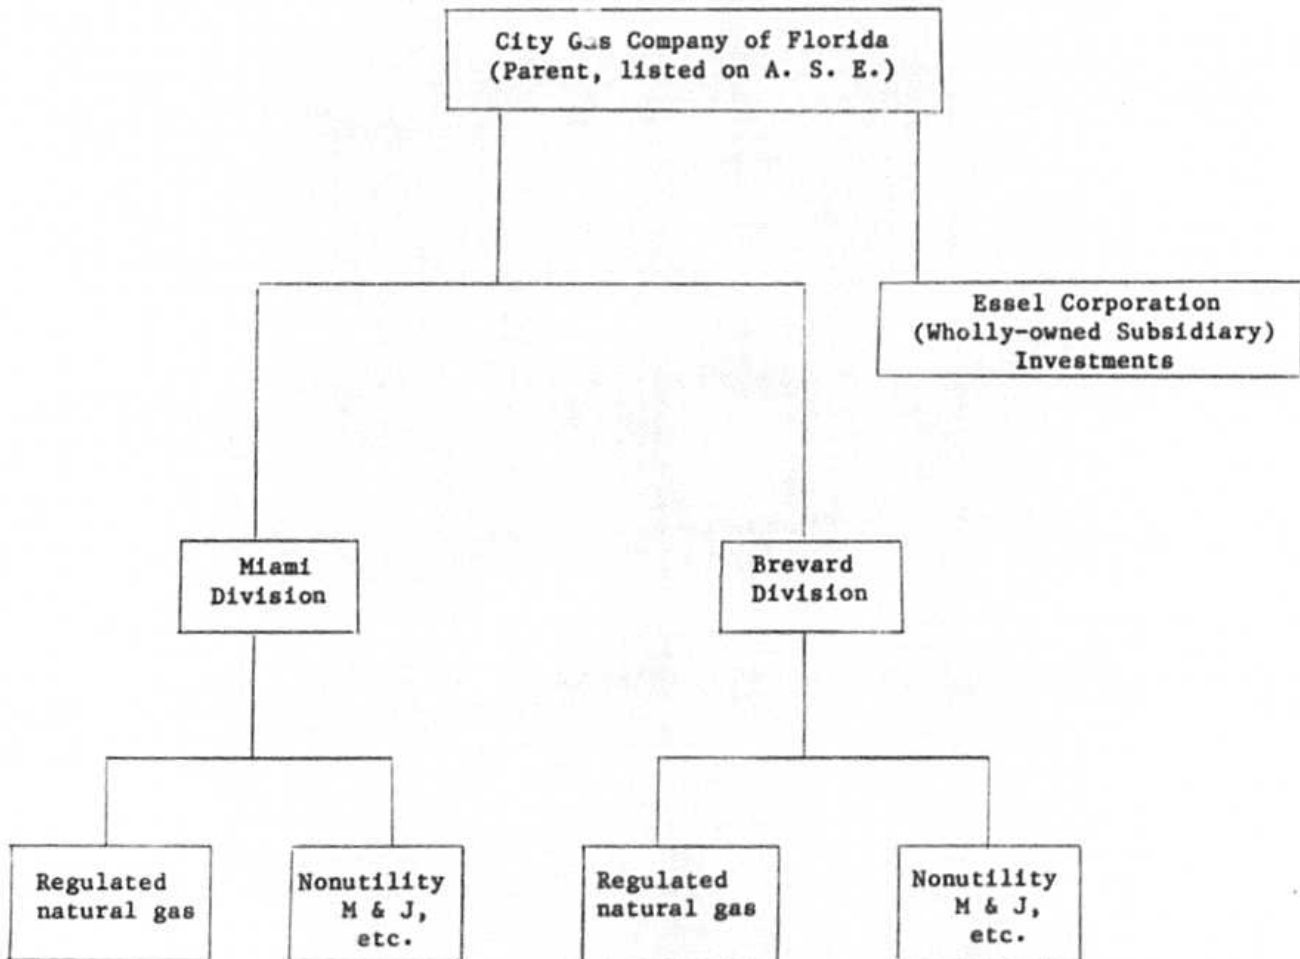 City Gas Company of Florida
(Parent, listed on A. S. E.)
Essel Corporation
(Wholly-owned Subsidiary)
Investments
Miami
Division
Brevard
Division
Regulated
natural gas
Nonutility
M & J,
etc.
Regulated
natural gas
Nonutility
M & J,
etc.